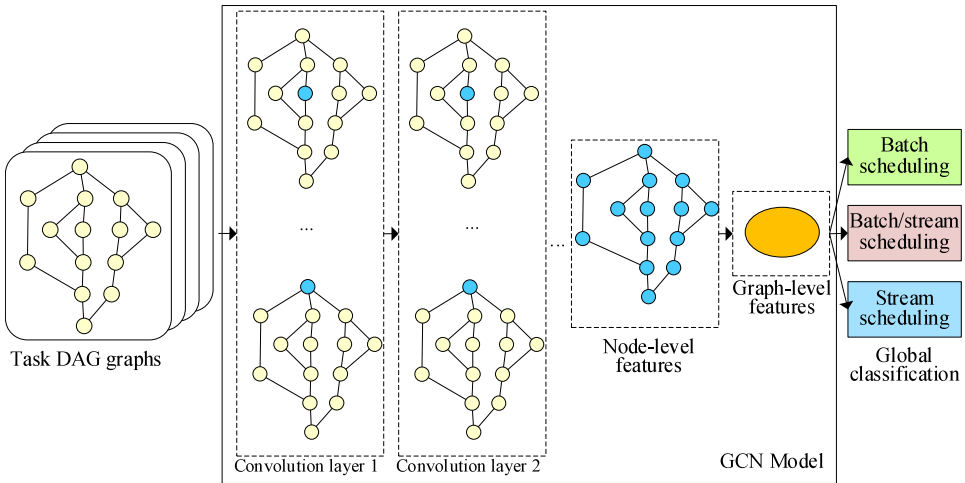 Task DAG graphs
...
Convolution layer 1
...
Convolution layer 2
...
Node-level
features
Graph-level
features
GCN Model
Batch
scheduling
Batch/stream
scheduling
Stream
scheduling
Global
classification